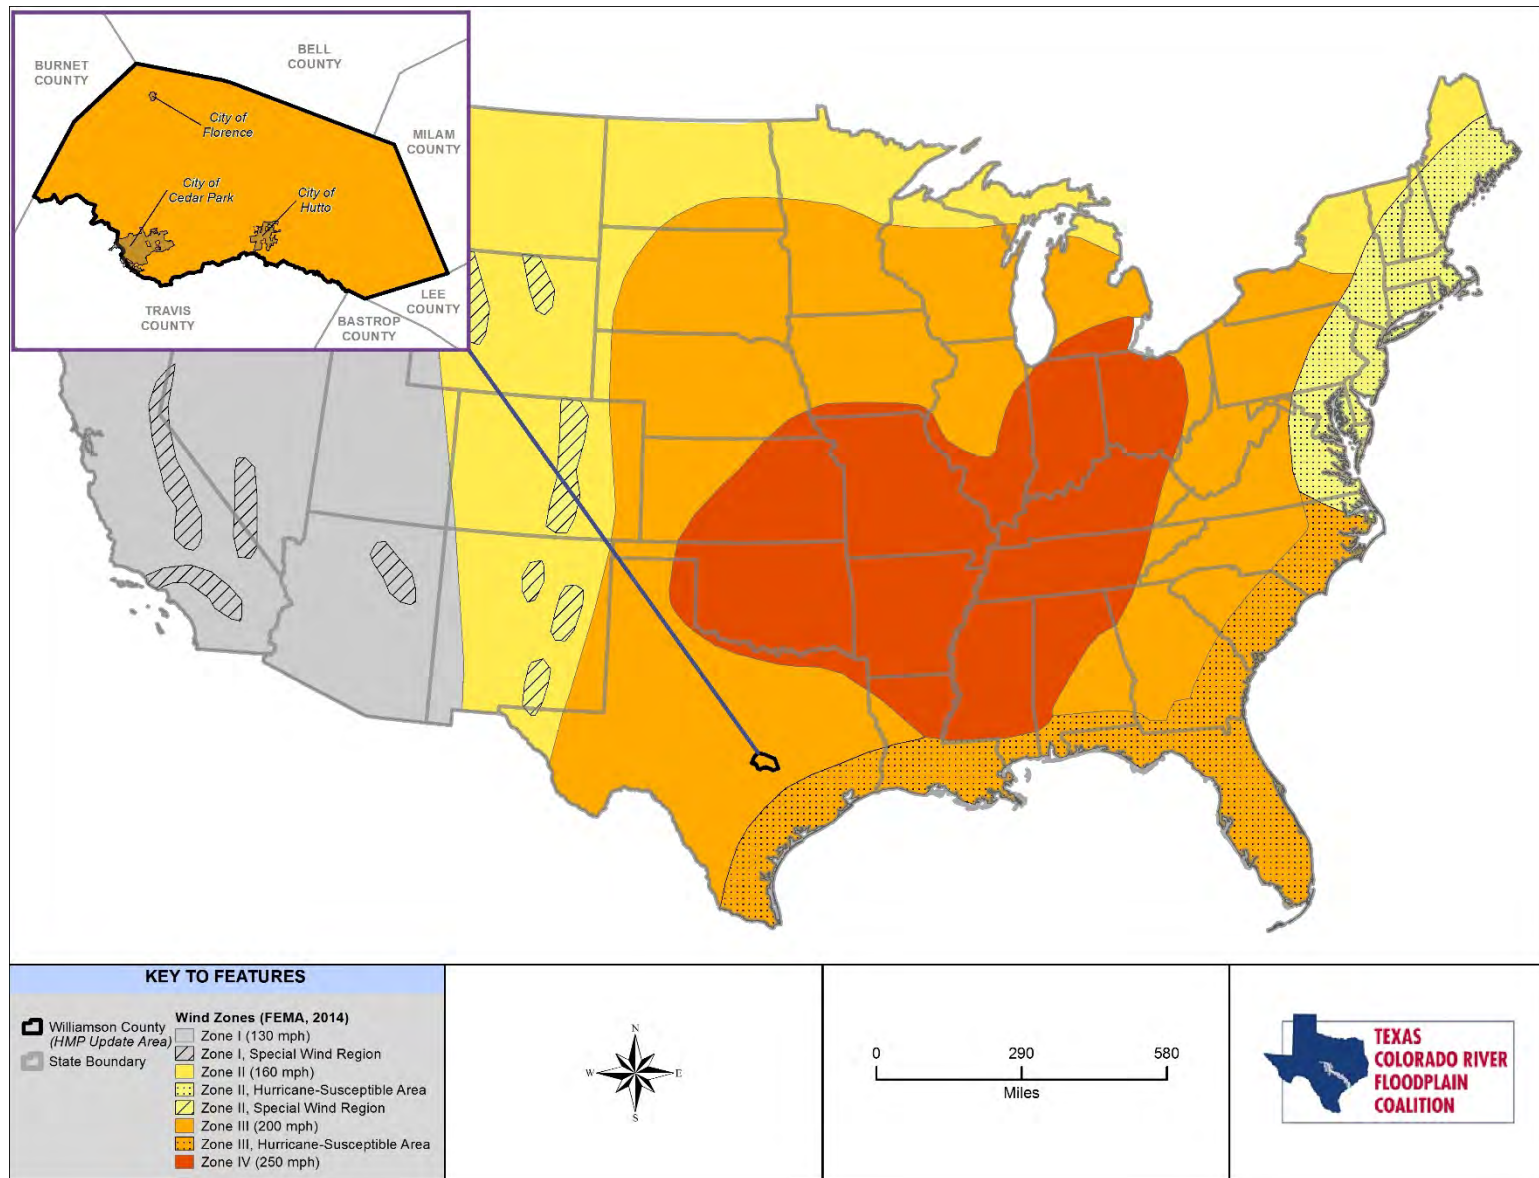 BURNET
COUNTY
BELL
COUNTY
City of
Florence
MILAM
COUNTY
City of
Cedar Park
City of
Hutto
TRAVIS
COUNTY
LEE
COUNTY
BASTROP
COUNTY
KEY TO FEATURES
Williamson County
(HMP Update Area)
State Boundary
Wind Zones (FEMA, 2014)
Zone I (130 mph)
Zone I, Special Wind Region
Zone II (160 mph)
Zone II, Hurricane-Susceptible Area
Zone II, Special Wind Region
Zone III (200 mph)
Zone III, Hurricane-Susceptible Area
Zone IV (250 mph)
N
W E
S
0 290 580
Miles
TEXAS
COLORADO RIVER
FLOODPLAIN
COALITION